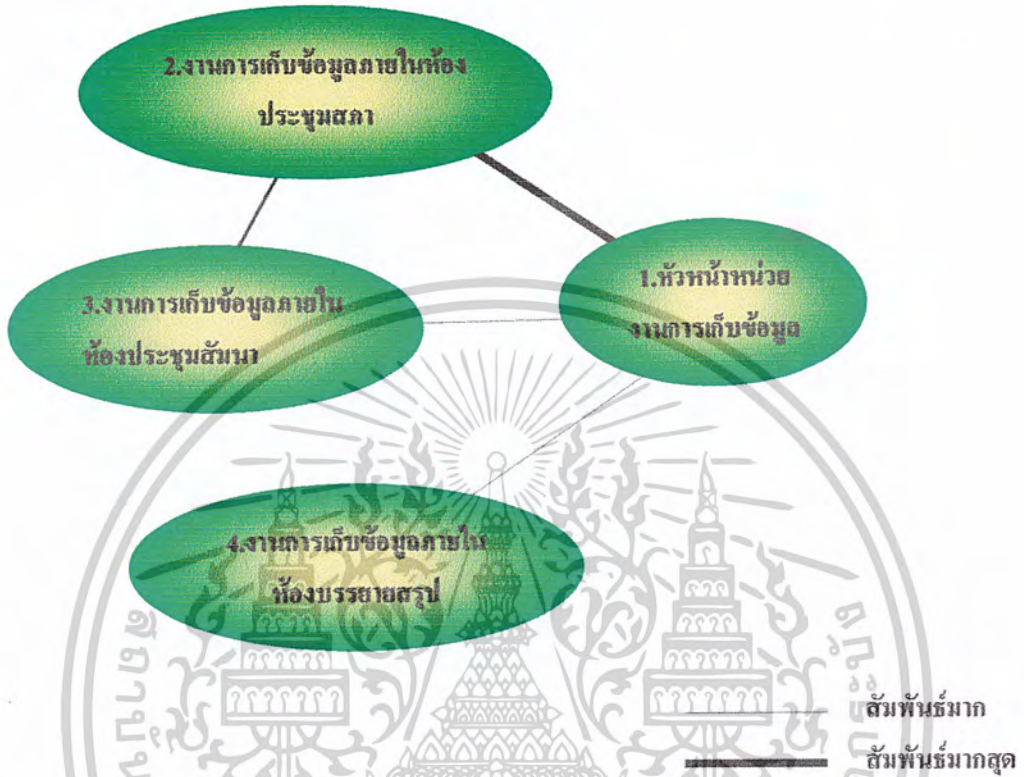 2.งานการเก็บข้อมูลภายในห้อง
ประชุมสภา
1.หัวหน้าหน่วย
งานการเก็บข้อมูล
3.งานการเก็บข้อมูลภายใน
ห้องประชุมสัมนา
4.งานการเก็บข้อมูลภายใน
ห้องบรรยายสรุป
สัมพันธ์มาก
สัมพันธ์มากสุด